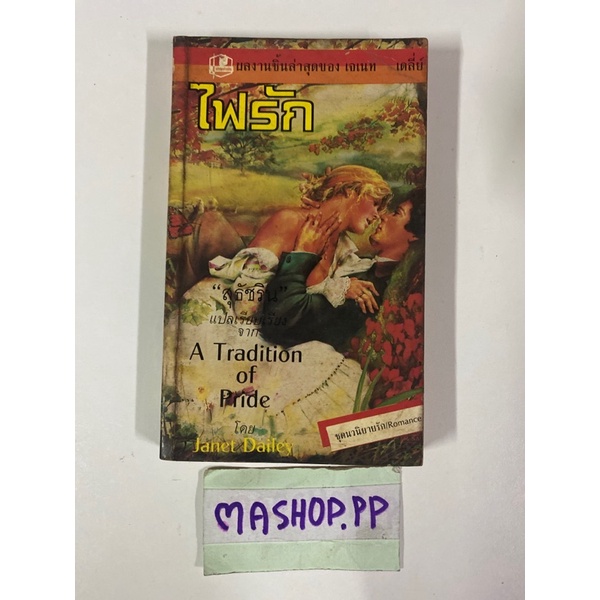 ผลงานชิ้นล่าสุดของ เจเนท เดลี่ย์
ไฟรัก
"สุธัชริน"
แปลเรียบเรียง
จาก
A Tradition
of
Pride
โดย
Janet Dailey
ชุดนวนิยายรัก/Romance
MASHOP.PP